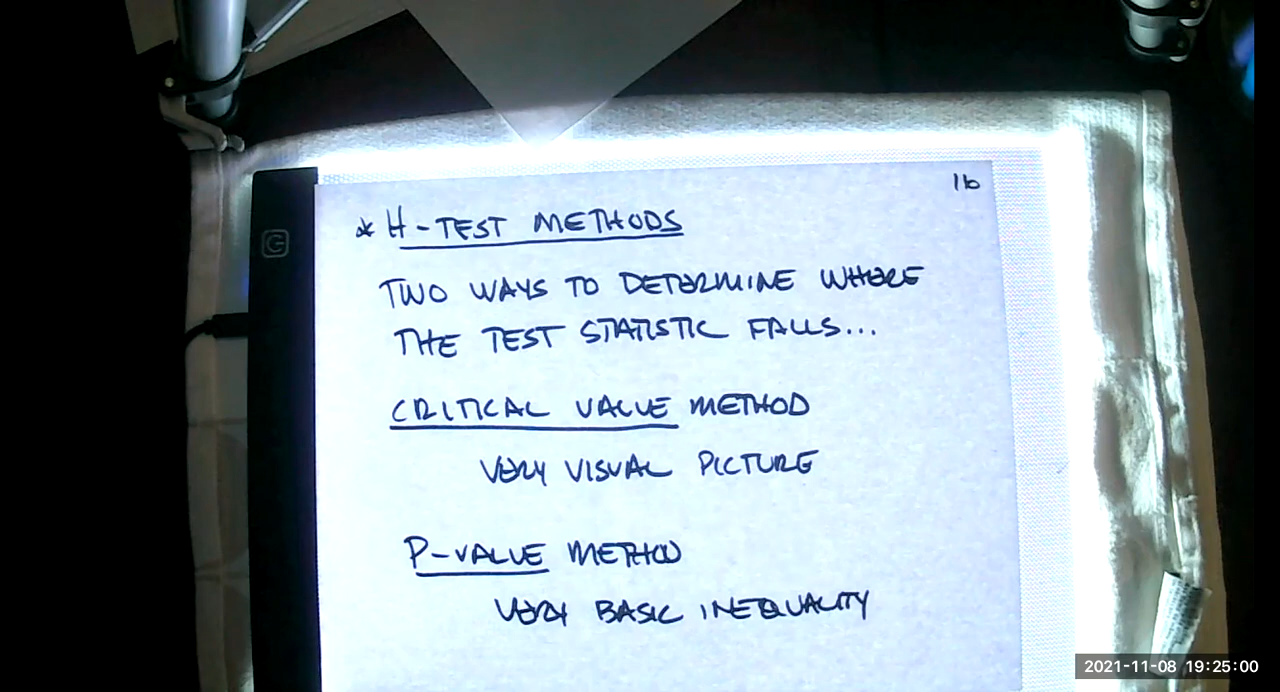 16
* H-TEST METHODS
TWO WAYS TO DETERMINE WHERE
THE TEST STATISTIC FALLS...
CRITICAL VALUE METHOD
VERY VISUAL PICTURE
P-VALUE METHOD
VERY BASIC INEQUALITY
2021-11-08 19:25:00